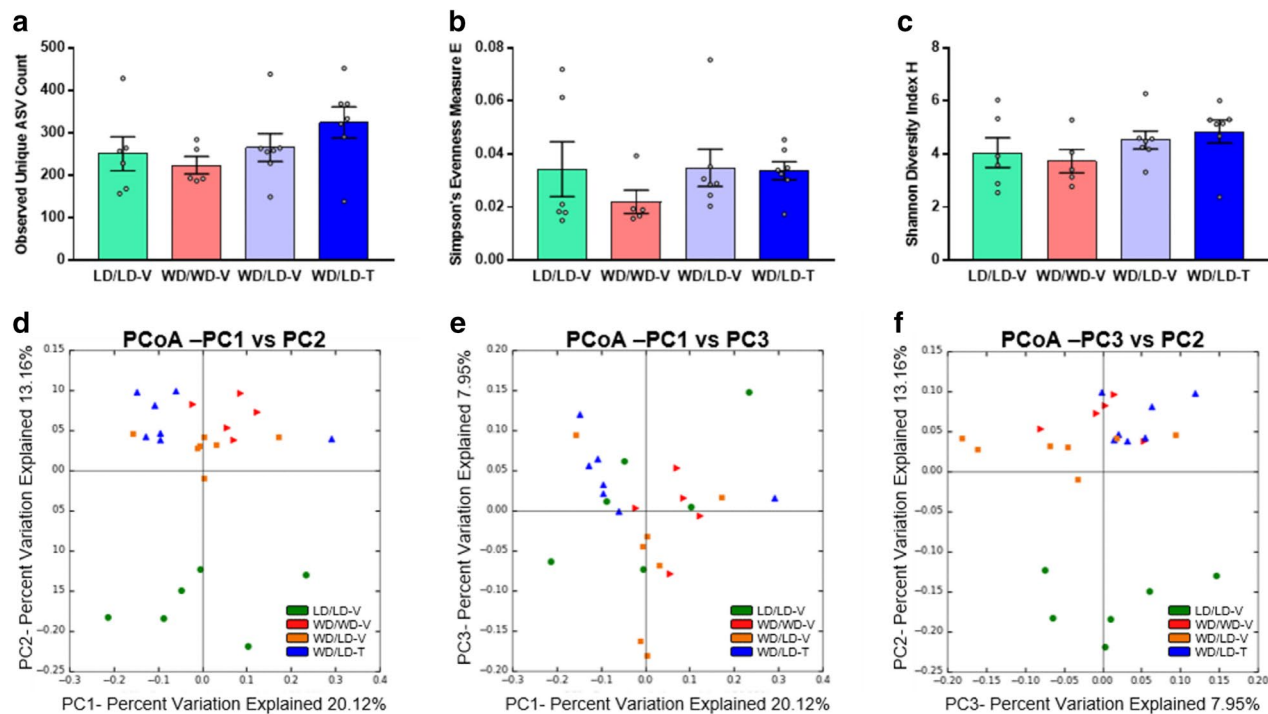 a
Observed Unique ASV Count
500
400
300
200
100
0
LD/LD-V WD/WD-V WD/LD-V WD/LD-T
b
Simpson's Evenness Measure E
0.08
0.06
0.04
0.02
0.00
LD/LD-V WD/WD-V WD/LD-V WD/LD-T
c
Shannon Diversity Index H
8
6
4
2
0
LD/LD-V WD/WD-V WD/LD-V WD/LD-T
d
PCoA –PC1 vs PC2
PC2- Percent Variation Explained 13.16%
0.15
10
05
00
05
10
15
−0.20
−0.25
−0.4 −0.3 −0.2 −0.1 0.0 0.1 0.2 0.3 0.4
LD/LD-V
WD/WD-V
WD/LD-V
WD/LD-T
PC1- Percent Variation Explained 20.12%
e
PCoA –PC1 vs PC3
PC3- Percent Variation Explained 7.95%
0.20
0.15
0.10
0.05
0.00
−0.05
−0.10
−0.15
−0.20
−0.3 −0.2 −0.1 0.0 0.1 0.2 0.3 0.4
LD/LD-V
WD/WD-V
WD/LD-V
WD/LD-T
PC1- Percent Variation Explained 20.12%
f
PCoA –PC3 vs PC2
PC2- Percent Variation Explained 13.16%
0.15
0.10
0.05
0.00
−0.05
−0.10
−0.15
−0.20
−0.25
−0.20 −0.15 −0.10 −0.05 0.00 0.05 0.10 0.15 0.20
LD/LD-V
WD/WD-V
WD/LD-V
WD/LD-T
PC3- Percent Variation Explained 7.95%